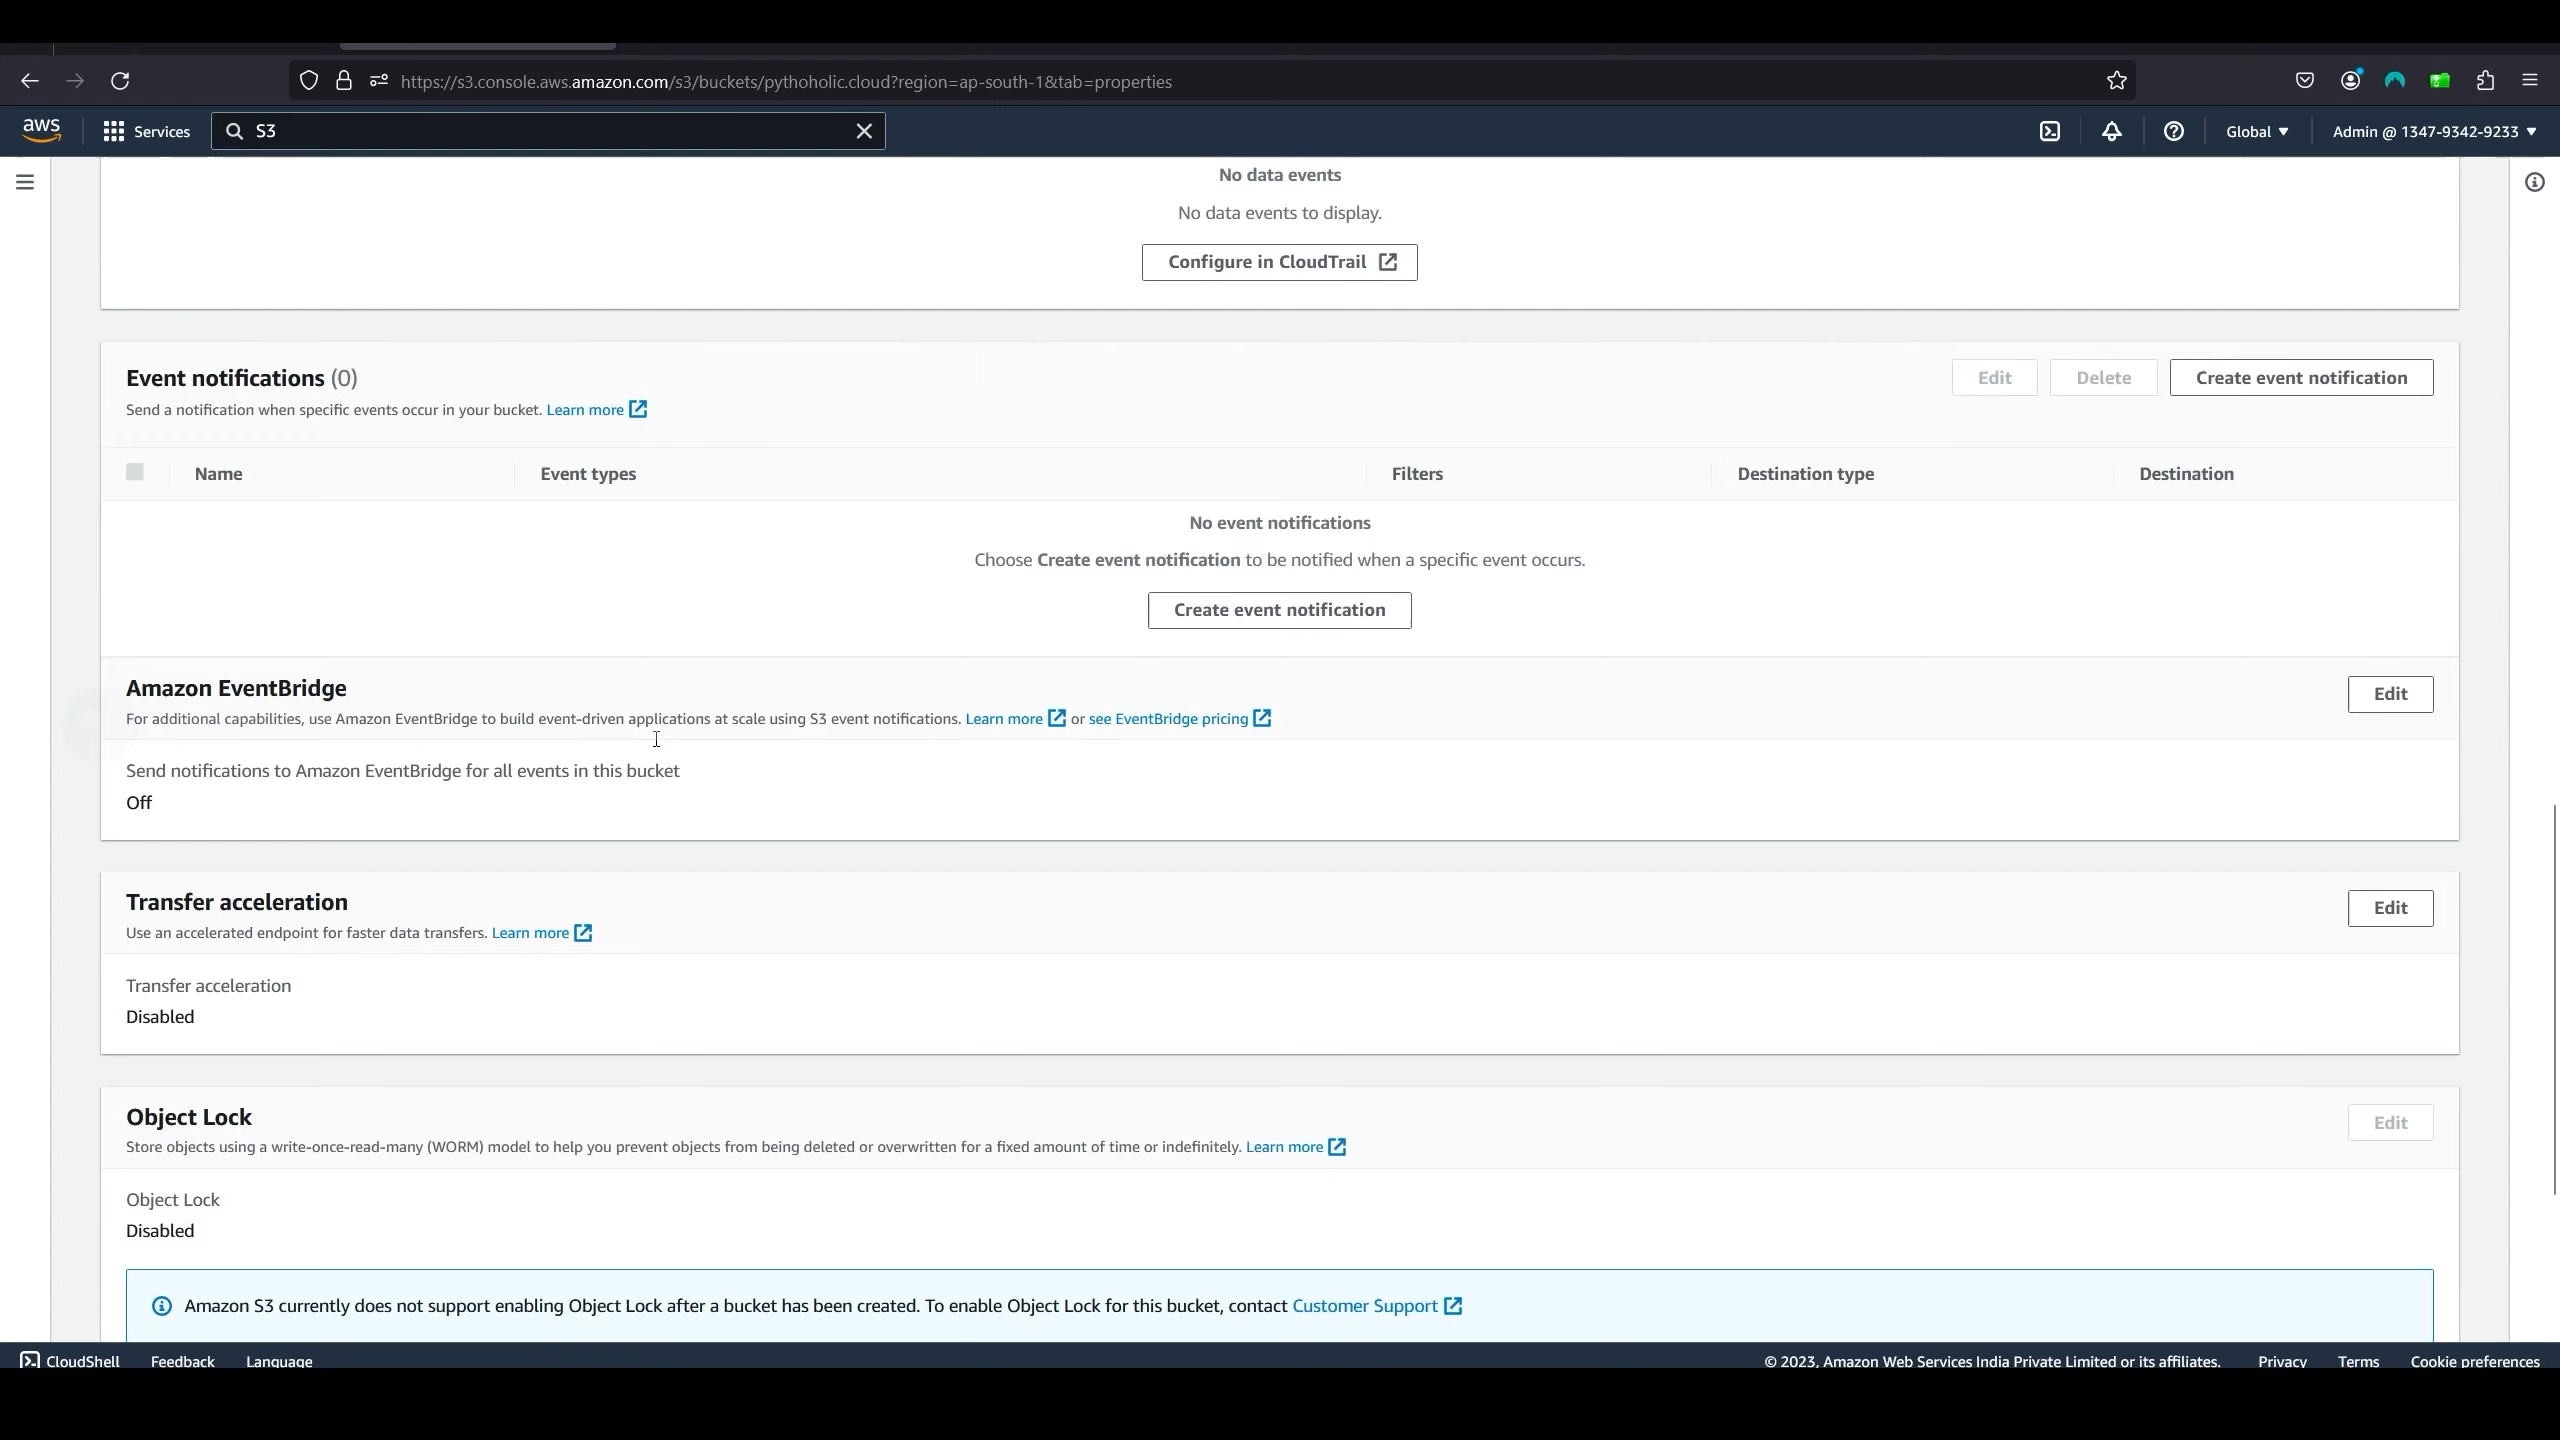 https://s3.console.aws.amazon.com/s3/buckets/pythoholic.cloud?region=ap-south-1&tab=properties
aws Services S3 Global Admin @ 1347-9342-9233
No data events
No data events to display.
Configure in CloudTrail
Event notifications (0) Edit Delete Create event notification
Send a notification when specific events occur in your bucket. Learn more
Name Event types Filters Destination type Destination
No event notifications
Choose Create event notification to be notified when a specific event occurs.
Create event notification
Amazon EventBridge Edit
For additional capabilities, use Amazon EventBridge to build event-driven applications at scale using S3 event notifications. Learn more or see EventBridge pricing
Send notifications to Amazon EventBridge for all events in this bucket
Off
Transfer acceleration Edit
Use an accelerated endpoint for faster data transfers. Learn more
Transfer acceleration
Disabled
Object Lock Edit
Store objects using a write-once-read-many (WORM) model to help you prevent objects from being deleted or overwritten for a fixed amount of time or indefinitely. Learn more
Object Lock
Disabled
Amazon S3 currently does not support enabling Object Lock after a bucket has been created. To enable Object Lock for this bucket, contact Customer Support
CloudShell Feedback Language © 2023, Amazon Web Services India Private Limited or its affiliates. Privacy Terms Cookie preferences